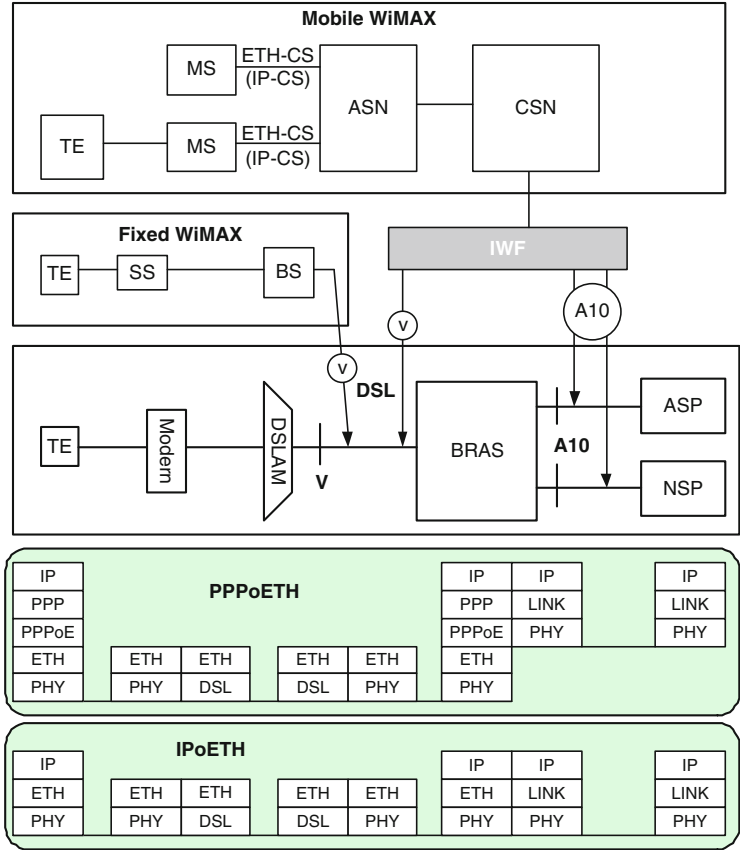 Mobile WiMAX
MS
ETH-CS
(IP-CS)
ASN
CSN
TE
MS
ETH-CS
(IP-CS)
Fixed WiMAX
TE
SS
BS
IWF
V
A10
V
DSL
TE
Modem
DSLAM
V
BRAS
A10
ASP
NSP
PPPoETH
IP IP IP IP
PPP PPP LINK LINK
PPPoE PPPoE PHY PHY
ETH ETH ETH ETH ETH ETH
PHY PHY DSL DSL PHY PHY
IPoETH
IP IP IP IP
ETH ETH ETH ETH ETH ETH LINK LINK
PHY PHY DSL DSL PHY PHY PHY PHY